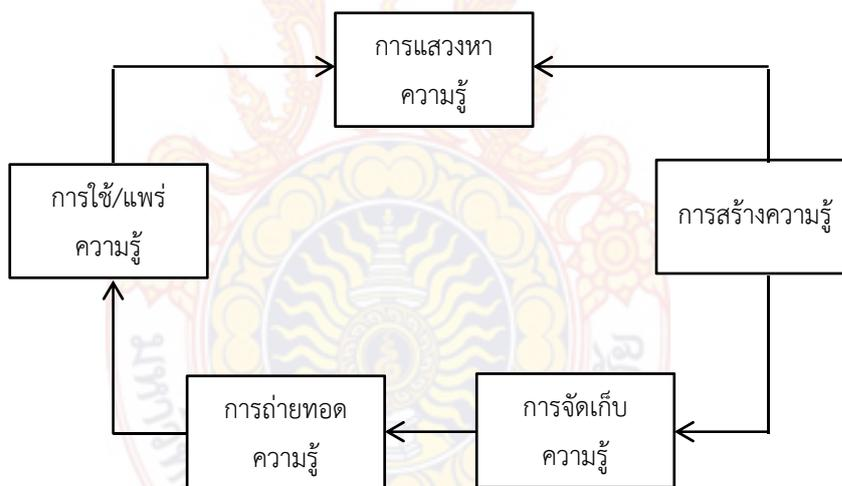 การแสวงหา
ความรู้
การใช้/แพร่
ความรู้
การสร้างความรู้
การถ่ายทอด
ความรู้
การจัดเก็บ
ความรู้